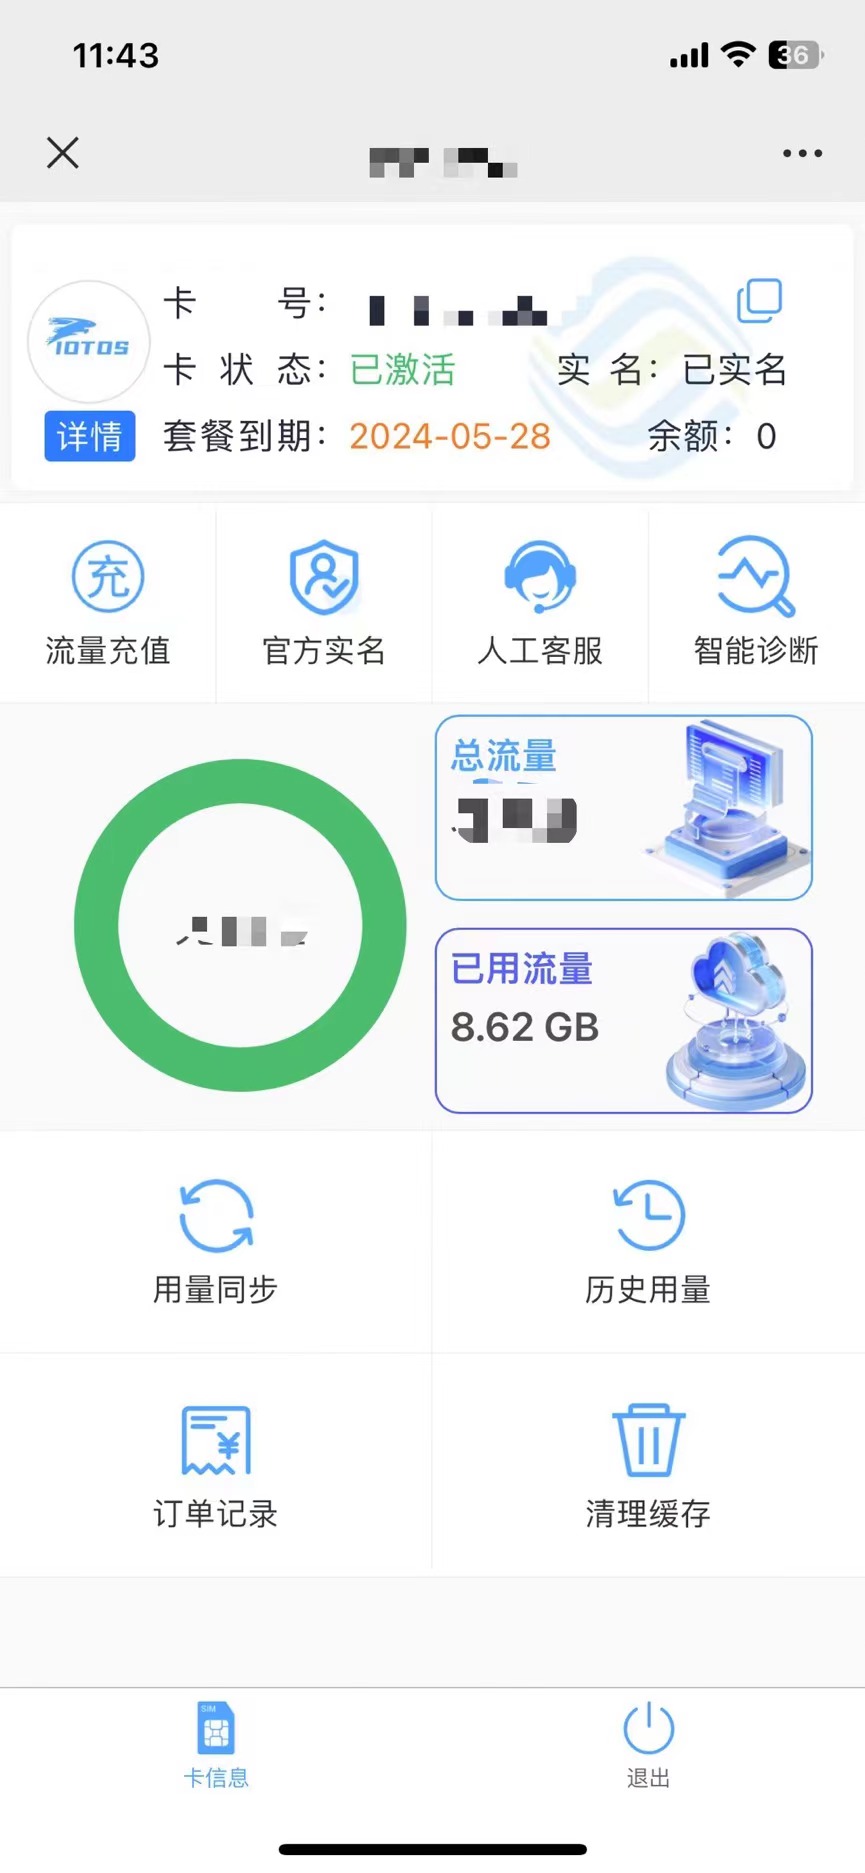 11:43
36
卡 号：
IOTOS
卡 状 态：已激活 实 名：已实名
详情 套餐到期：2024-05-28 余额：0
充
流量充值 官方实名 人工客服 智能诊断
总流量
已用流量
8.62 GB
用量同步 历史用量
¥
订单记录 清理缓存
SIM
卡信息 退出